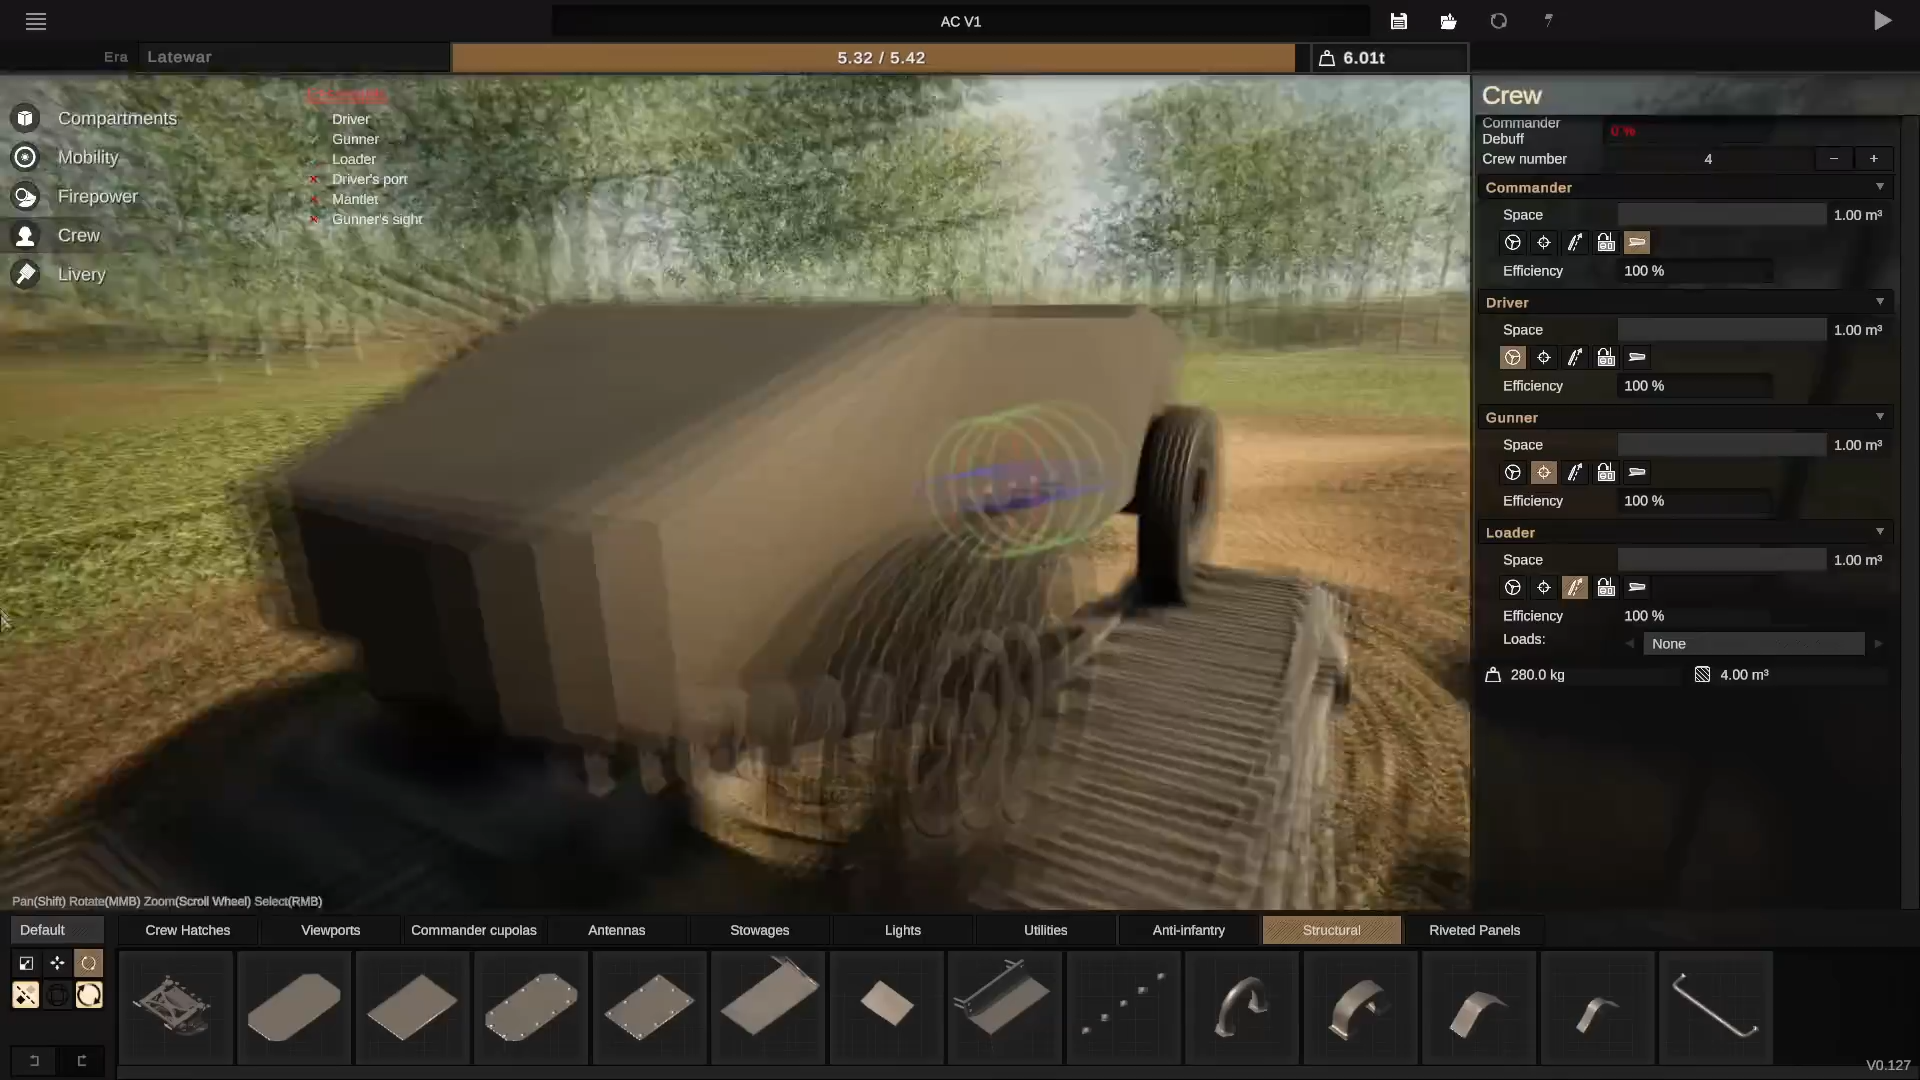 AC V1
Era
Latewar
5.32 / 5.42
6.01t
Compartments
Mobility
Firepower
Crew
Livery
Driver
Gunner
Loader
Driver's port
Mantlet
Gunner's sight
Crew
Commander
Debuff
0 %
Crew number
4
Commander
Space
1.00 m³
Efficiency
100 %
Driver
Space
1.00 m³
Efficiency
100 %
Gunner
Space
1.00 m³
Efficiency
100 %
Loader
Space
1.00 m³
Efficiency
100 %
Loads:
None
280.0 kg
4.00 m³
Pan(Shift) Rotate(MMB) Zoom(Scroll Wheel) Select(RMB)
Default
Crew Hatches
Viewports
Commander cupolas
Antennas
Stowages
Lights
Utilities
Anti-infantry
Structural
Riveted Panels
V0.127